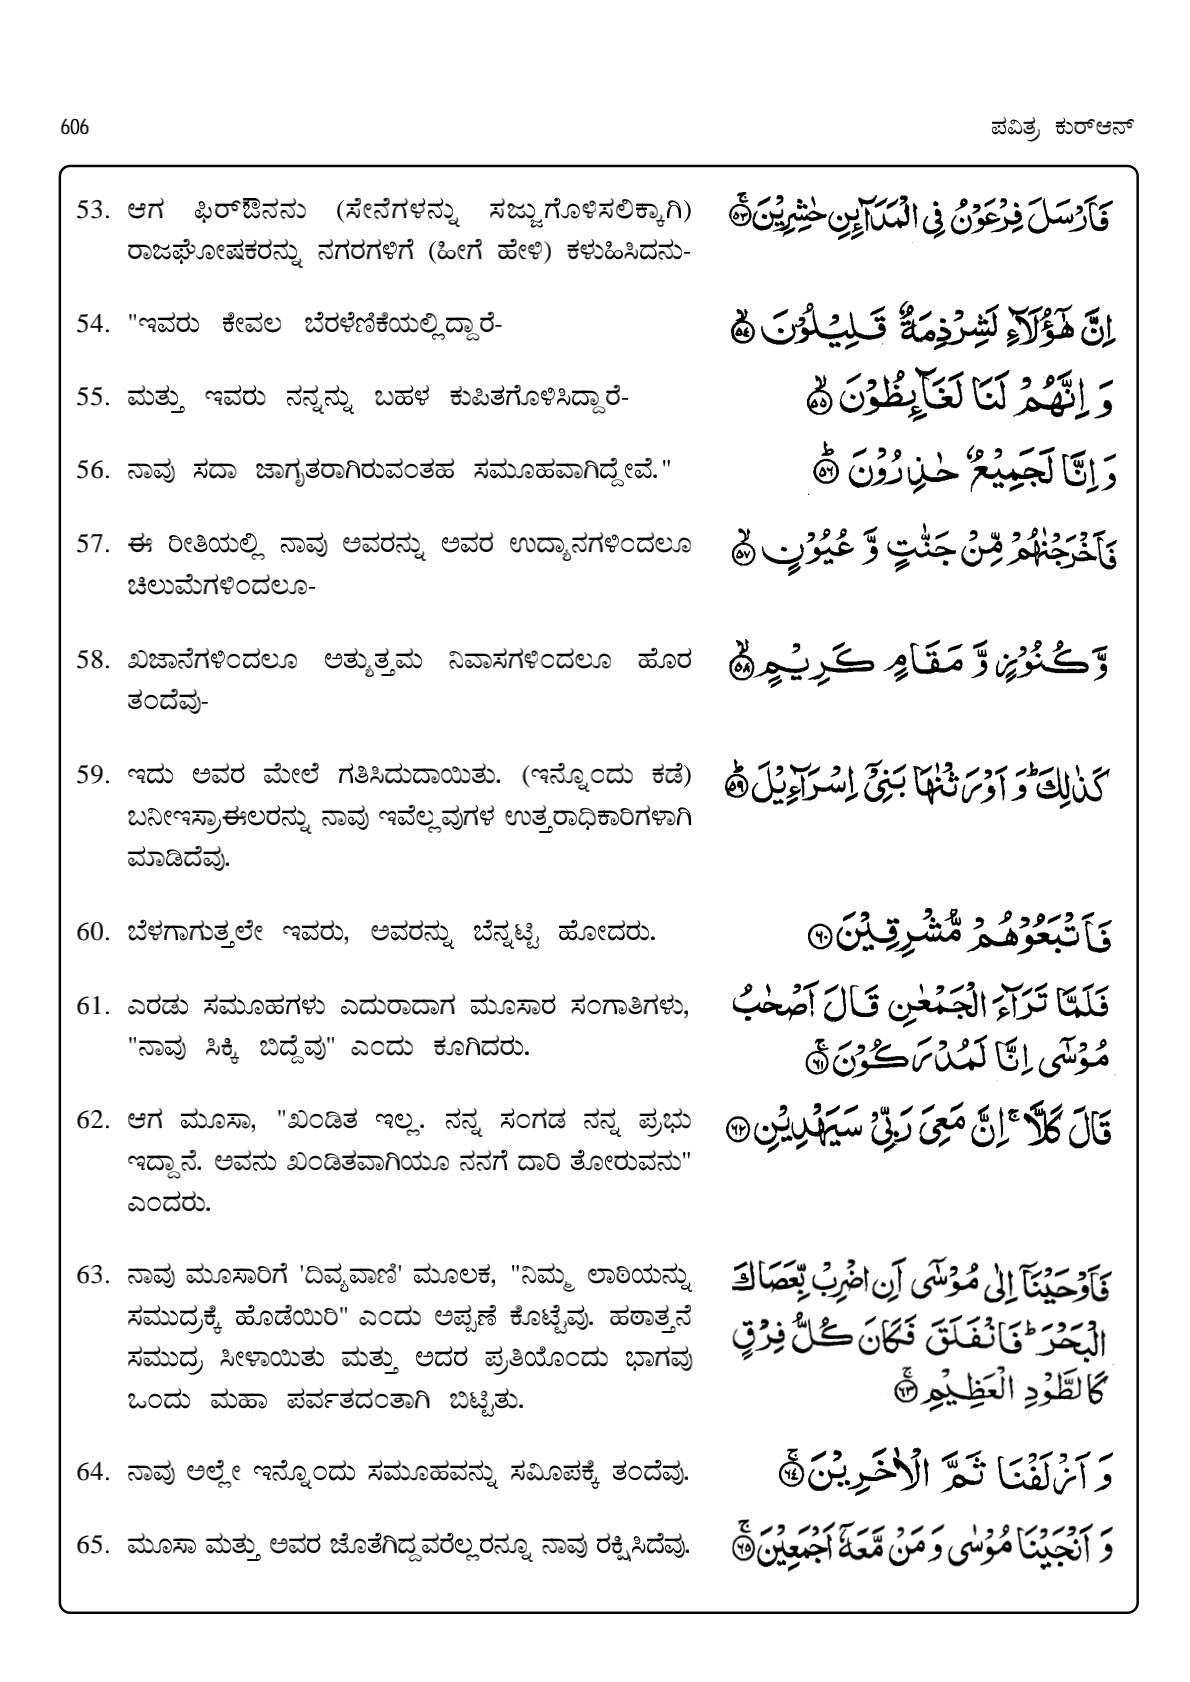 606
ಪವಿತ್ರ ಕುರ್‌ಆನ್
53. ಆಗ ಫಿರ್‌ಔನನು (ಸೇನೆಗಳನ್ನು ಸಜ್ಜುಗೊಳಿಸಲಿಕ್ಕಾಗಿ)
ರಾಜಘೋಷಕರನ್ನು ನಗರಗಳಿಗೆ (ಹೀಗೆ ಹೇಳಿ) ಕಳುಹಿಸಿದನು-
فَاَرْسَلَ فِرْعَوْنُ فِي الْمَدَآئِنِ حٰشِرِيْنَ ۚ ﴿٥٣﴾
54. "ಇವರು ಕೇವಲ ಬೆರಳೆಣಿಕೆಯಲ್ಲಿದ್ದಾರೆ-
اِنَّ هٰٓؤُلَآءِ لَشِرْذِمَةٌ قَلِيْلُوْنَ ۙ ﴿٥٤﴾
55. ಮತ್ತು ಇವರು ನನ್ನನ್ನು ಬಹಳ ಕುಪಿತಗೊಳಿಸಿದ್ದಾರೆ-
وَ اِنَّهُمْ لَنَا لَغَآئِظُوْنَ ۙ ﴿٥٥﴾
56. ನಾವು ಸದಾ ಜಾಗೃತರಾಗಿರುವಂತಹ ಸಮೂಹವಾಗಿದ್ದೇವೆ."
وَ اِنَّا لَجَمِيْعٌ حٰذِرُوْنَ ؕ ﴿٥٦﴾
57. ಈ ರೀತಿಯಲ್ಲಿ ನಾವು ಅವರನ್ನು ಅವರ ಉದ್ಯಾನಗಳಿಂದಲೂ
ಚಿಲುಮೆಗಳಿಂದಲೂ-
فَاَخْرَجْنٰهُمْ مِّنْ جَنّٰتٍ وَّ عُيُوْنٍ ۙ ﴿٥٧﴾
58. ಖಜಾನೆಗಳಿಂದಲೂ ಅತ್ಯುತ್ತಮ ನಿವಾಸಗಳಿಂದಲೂ ಹೊರ
ತಂದೆವು-
وَّ كُنُوْزٍ وَّ مَقَامٍ كَرِيْمٍ ۙ ﴿٥٨﴾
59. ಇದು ಅವರ ಮೇಲೆ ಗತಿಸಿದುದಾಯಿತು. (ಇನ್ನೊಂದು ಕಡೆ)
ಬನೀಇಸ್ರಾಈಲರನ್ನು ನಾವು ಇವೆಲ್ಲವುಗಳ ಉತ್ತರಾಧಿಕಾರಿಗಳಾಗಿ
ಮಾಡಿದೆವು.
كَذٰلِكَ ؕ وَ اَوْرَثْنٰهَا بَنِيْٓ اِسْرَآءِيْلَ ؕ ﴿٥٩﴾
60. ಬೆಳಗಾಗುತ್ತಲೇ ಇವರು, ಅವರನ್ನು ಬೆನ್ನಟ್ಟಿ ಹೋದರು.
فَاَتْبَعُوْهُمْ مُّشْرِقِيْنَ ﴿٦٠﴾
61. ಎರಡು ಸಮೂಹಗಳು ಎದುರಾದಾಗ ಮೂಸಾರ ಸಂಗಾತಿಗಳು,
"ನಾವು ಸಿಕ್ಕಿ ಬಿದ್ದೆವು" ಎಂದು ಕೂಗಿದರು.
فَلَمَّا تَرَآءَ الْجَمْعٰنِ قَالَ اَصْحٰبُ
مُوْسٰٓى اِنَّا لَمُدْرَكُوْنَ ۚ ﴿٦١﴾
62. ಆಗ ಮೂಸಾ, "ಖಂಡಿತ ಇಲ್ಲ. ನನ್ನ ಸಂಗಡ ನನ್ನ ಪ್ರಭು
ಇದ್ದಾನೆ. ಅವನು ಖಂಡಿತವಾಗಿಯೂ ನನಗೆ ದಾರಿ ತೋರುವನು"
ಎಂದರು.
قَالَ كَلَّا ۚ اِنَّ مَعِيَ رَبِّيْ سَيَهْدِيْنِ ﴿٦٢﴾
63. ನಾವು ಮೂಸಾರಿಗೆ 'ದಿವ್ಯವಾಣಿ' ಮೂಲಕ, "ನಿಮ್ಮ ಲಾಠಿಯನ್ನು
ಸಮುದ್ರಕ್ಕೆ ಹೊಡೆಯಿರಿ" ಎಂದು ಅಪ್ಪಣೆ ಕೊಟ್ಟೆವು. ಹಠಾತ್ತನೆ
ಸಮುದ್ರ ಸೀಳಾಯಿತು ಮತ್ತು ಅದರ ಪ್ರತಿಯೊಂದು ಭಾಗವು
ಒಂದು ಮಹಾ ಪರ್ವತದಂತಾಗಿ ಬಿಟ್ಟಿತು.
فَاَوْحَيْنَآ اِلٰى مُوْسٰٓى اَنِ اضْرِبْ بِّعَصَاكَ
الْبَحْرَ ؕ فَانْفَلَقَ فَكَانَ كُلُّ فِرْقٍ
كَالطَّوْدِ الْعَظِيْمِ ۚ ﴿٦٣﴾
64. ನಾವು ಅಲ್ಲೇ ಇನ್ನೊಂದು ಸಮೂಹವನ್ನು ಸಮೀಪಕ್ಕೆ ತಂದೆವು.
وَ اَزْلَفْنَا ثَمَّ الْاٰخَرِيْنَ ۚ ﴿٦٤﴾
65. ಮೂಸಾ ಮತ್ತು ಅವರ ಜೊತೆಗಿದ್ದವರೆಲ್ಲರನ್ನೂ ನಾವು ರಕ್ಷಿಸಿದೆವು.
وَ اَنْجَيْنَا مُوْسٰى وَ مَنْ مَّعَهٗٓ اَجْمَعِيْنَ ۚ ﴿٦٥﴾